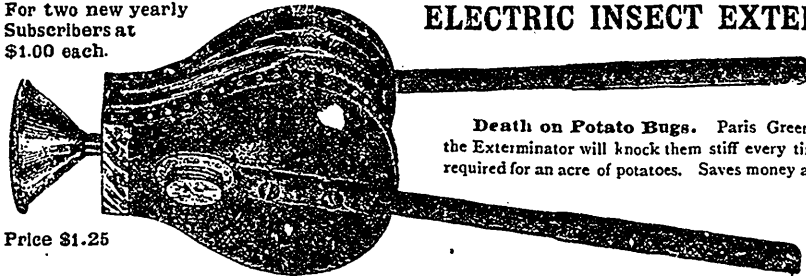 For two new yearly
Subscribers at
$1.00 each.
ELECTRIC INSECT EXTE
Death on Potato Bugs. Paris Gree
the Exterminator will knock them stiff every ti
required for an acre of potatoes. Saves money a
Price $1.25